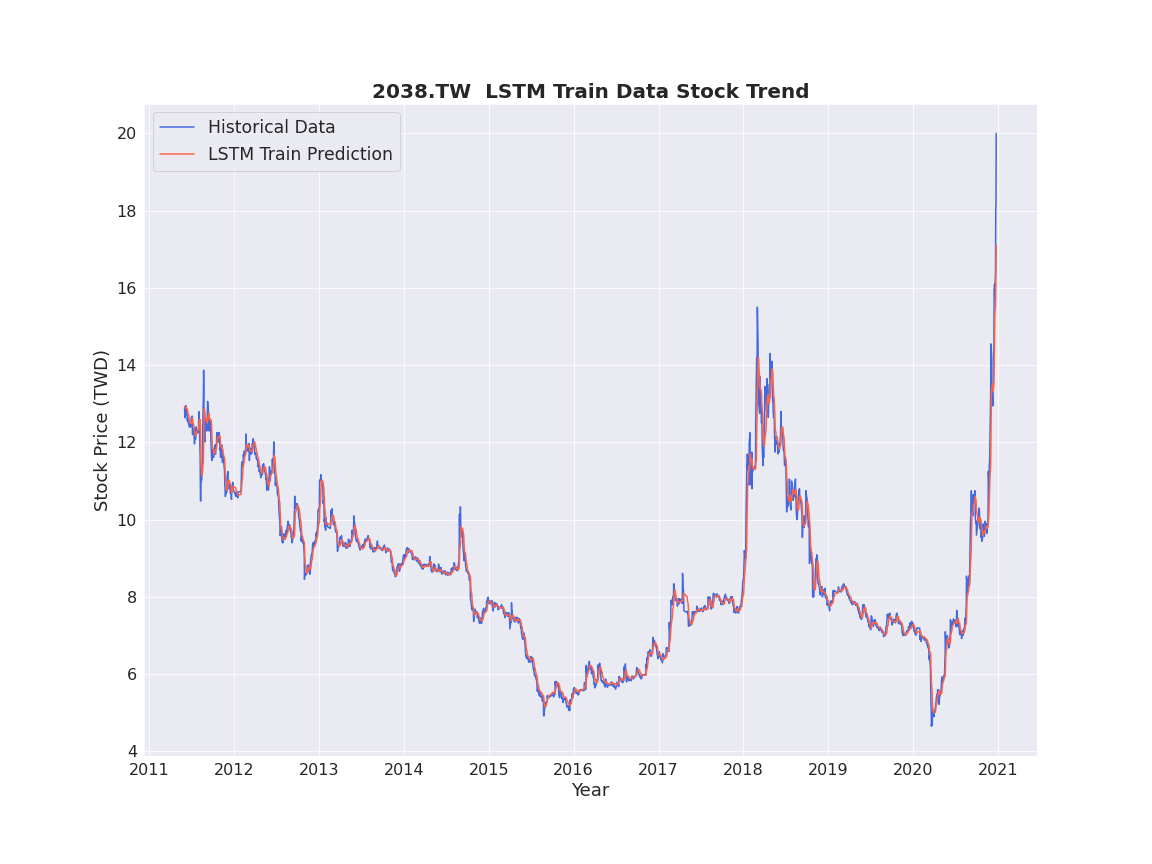 2038.TW  LSTM Train Data Stock Trend
Historical Data
LSTM Train Prediction
Stock Price (TWD)
20
18
16
14
12
10
8
6
4
2011 2012 2013 2014 2015 2016 2017 2018 2019 2020 2021
Year